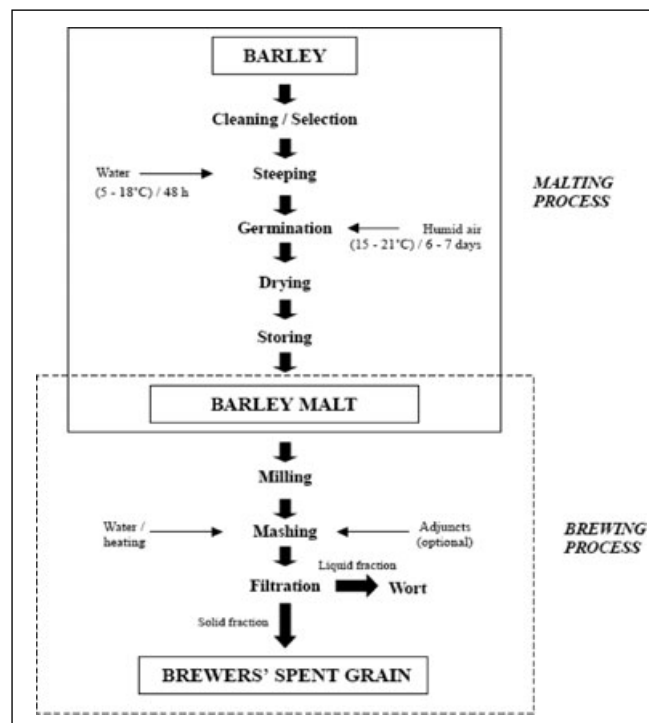 BARLEY
Cleaning / Selection
Water
(5 - 18°C) / 48 h
Steeping
MALTING
PROCESS
Germination
Humid air
(15 - 21°C) / 6 - 7 days
Drying
Storing
BARLEY MALT
Milling
Water /
heating
Mashing
Adjuncts
(optional)
BREWING
PROCESS
Liquid fraction
Filtration
Wort
Solid fraction
BREWERS' SPENT GRAIN